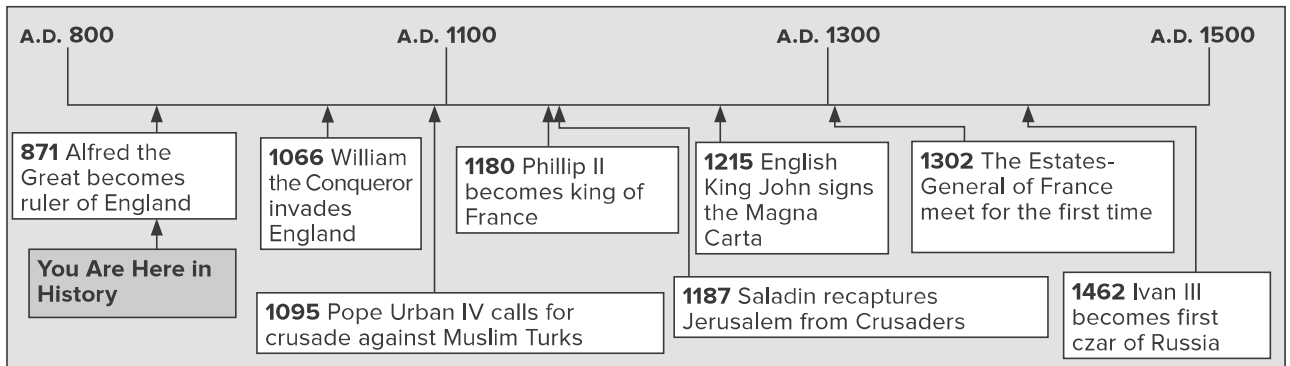 A.D. 800
A.D. 1100
A.D. 1300
A.D. 1500
871 Alfred the
Great becomes
ruler of England
You Are Here in
History
1066 William
the Conqueror
invades
England
1095 Pope Urban IV calls for
crusade against Muslim Turks
1180 Phillip II
becomes king of
France
1187 Saladin recaptures
Jerusalem from Crusaders
1215 English
King John signs
the Magna
Carta
1302 The Estates-
General of France
meet for the first time
1462 Ivan III
becomes first
czar of Russia